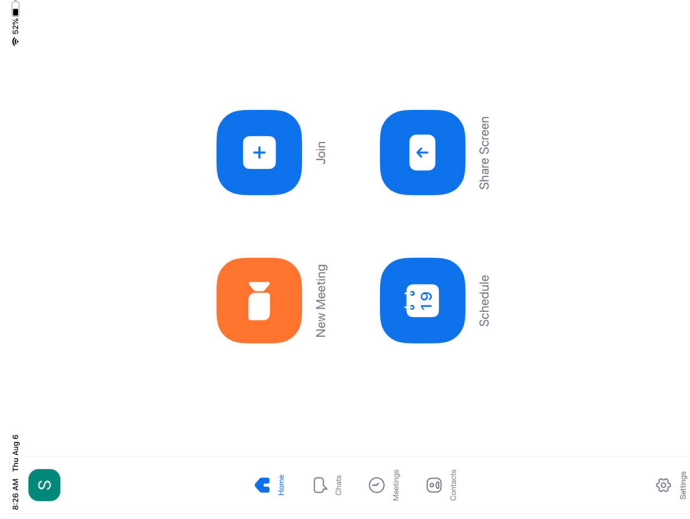 8:26 AM Thu Aug 6
52%
S
Home
Chats
Meetings
Contacts
Settings
New Meeting
Join
19
Schedule
Share Screen